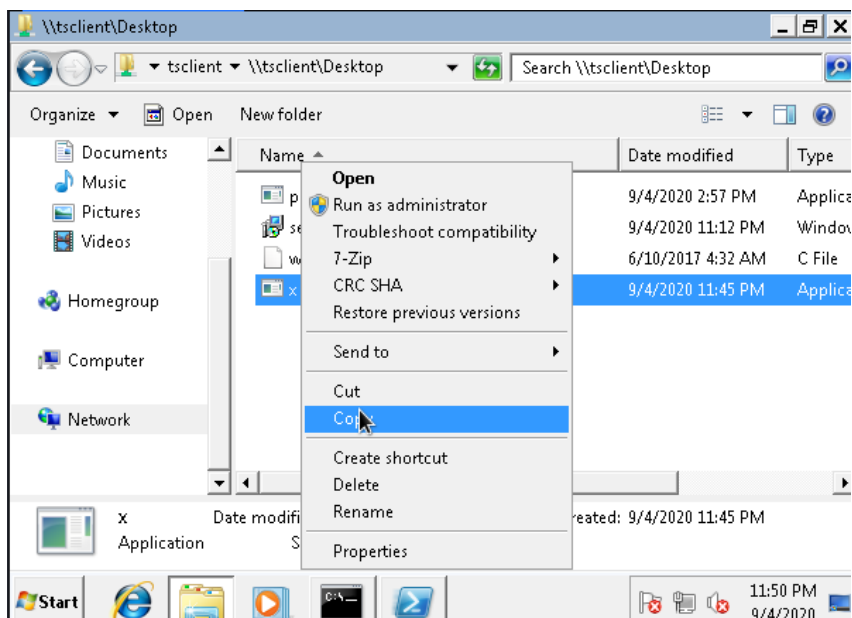 \\tsclient\Desktop
tsclient \\tsclient\Desktop Search \\tsclient\Desktop
Organize Open New folder
Documents
Music
Pictures
Videos
Homegroup
Computer
Network
Name Date modified Type
p 9/4/2020 2:57 PM Applica
se 9/4/2020 11:12 PM Window
w 6/10/2017 4:32 AM C File
x 9/4/2020 11:45 PM Applica
Open
Run as administrator
Troubleshoot compatibility
7-Zip
CRC SHA
Restore previous versions
Send to
Cut
Copy
Create shortcut
Delete
Rename
Properties
x Date modifi reated: 9/4/2020 11:45 PM
Application S
Start C:\ 11:50 PM
9/4/2020